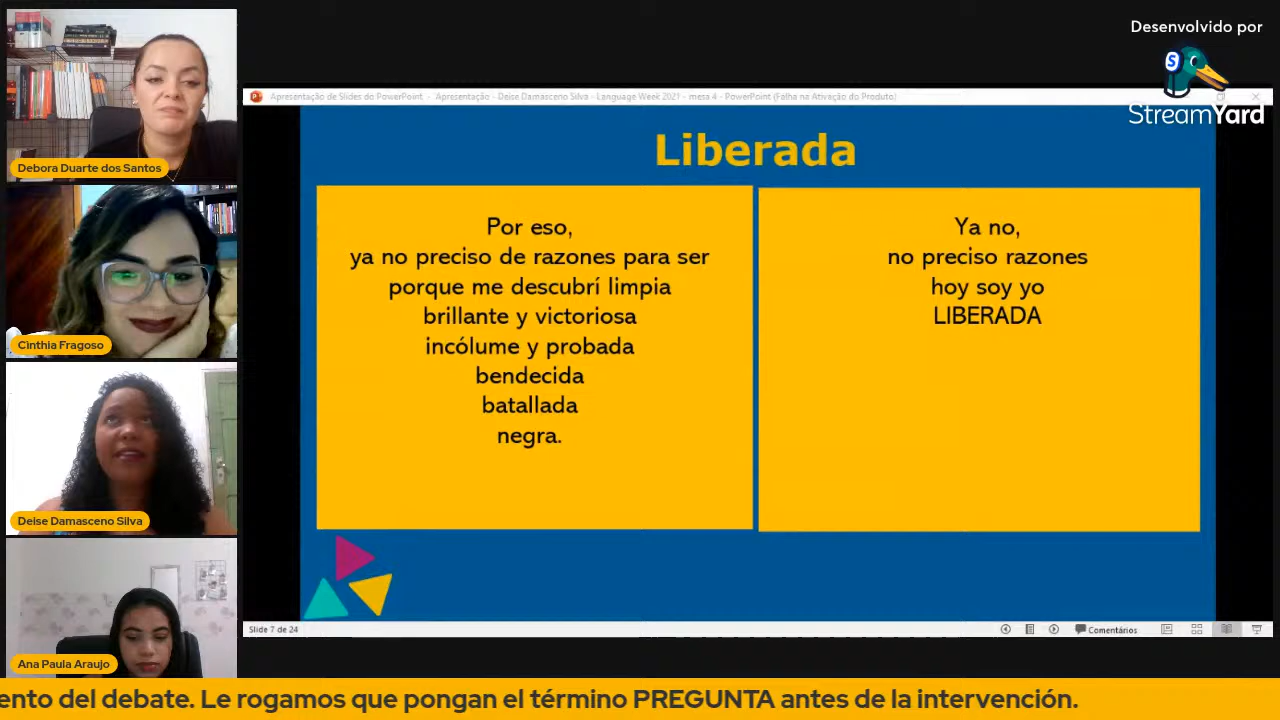 Desenvolvido por
StreamYard
Debora Duarte dos Santos
Cinthia Fragoso
Deise Damasceno Silva
Ana Paula Araujo
Apresentação de Slides do PowerPoint - Apresentação - Deise Damasceno Silva - Language Week 2021 - mesa 4 - PowerPoint (Falha na Ativação do Produto)
Liberada
Por eso,
ya no preciso de razones para ser
porque me descubrí limpia
brillante y victoriosa
incólume y probada
bendecida
batallada
negra.
Ya no,
no preciso razones
hoy soy yo
LIBERADA
Slide 7 de 24
Comentários
ento del debate. Le rogamos que pongan el término PREGUNTA antes de la intervención.